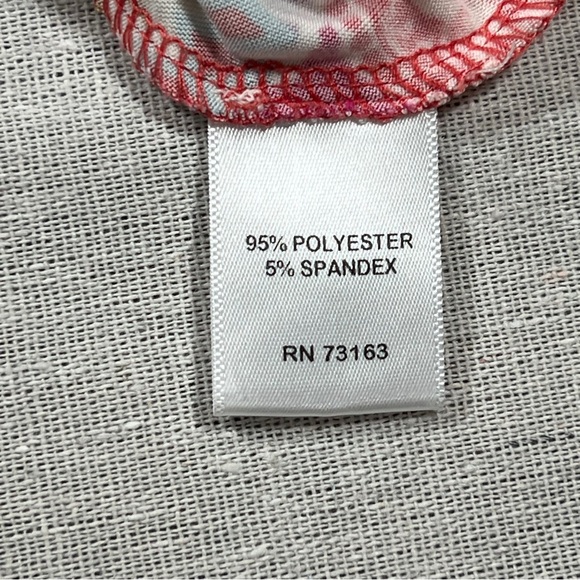 95% POLYESTER
5% SPANDEX
RN 73163